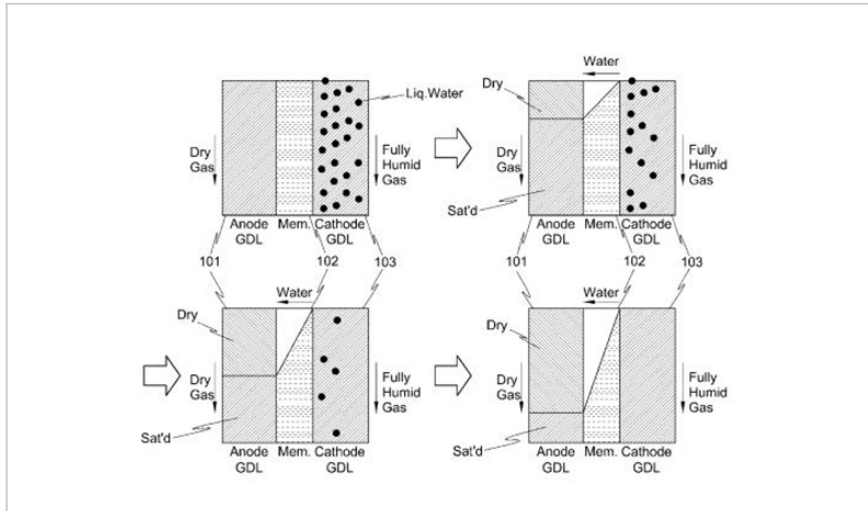 Liq.Water
Dry
Gas
Fully
Humid
Gas
Anode
GDL
Mem.
Cathode
GDL
Water
Dry
Dry
Gas
Sat'd
Fully
Humid
Gas
Anode
GDL
Mem.
Cathode
GDL
101
102
103
101
102
103
Water
Dry
Dry
Gas
Sat'd
Fully
Humid
Gas
Anode
GDL
Mem.
Cathode
GDL
Water
Dry
Dry
Gas
Sat'd
Fully
Humid
Gas
Anode
GDL
Mem.
Cathode
GDL